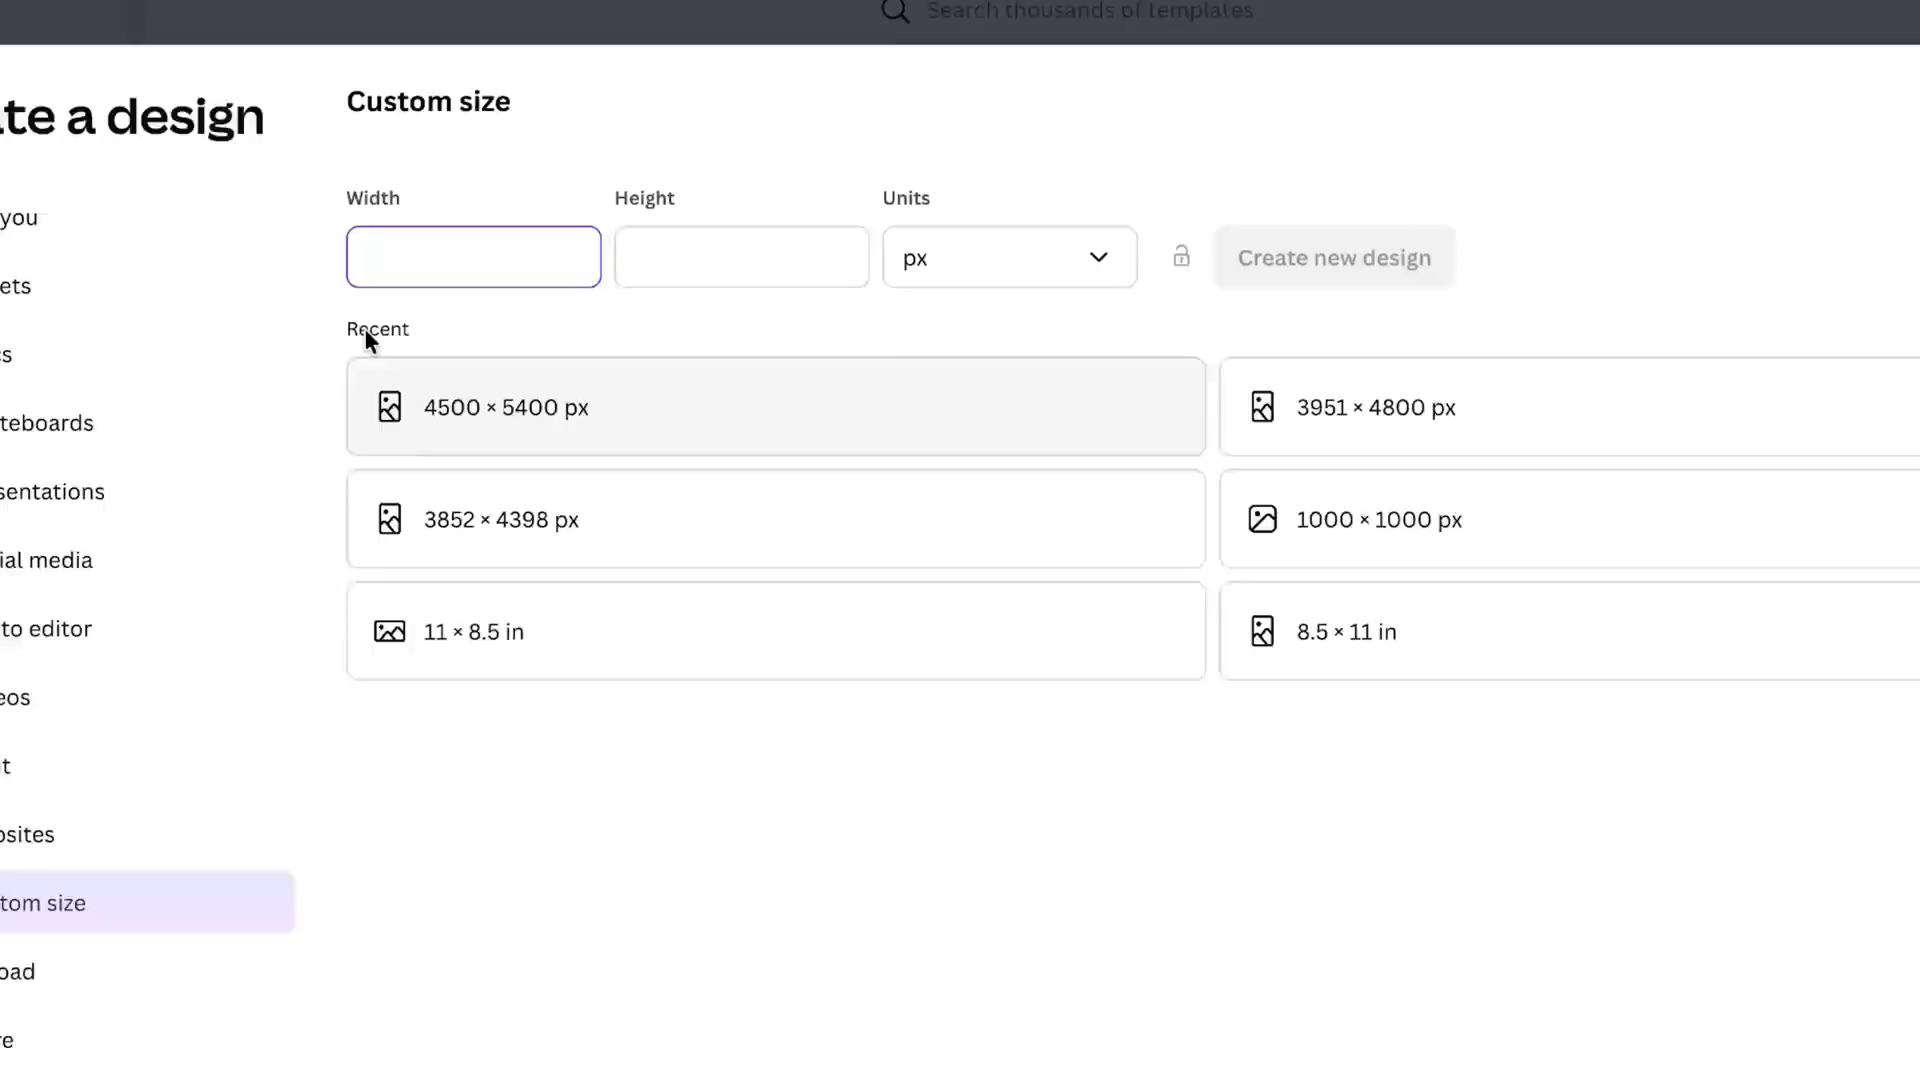 Search thousands of templates
te a design
you
ets
s
teboards
sentations
ial media
to editor
eos
t
osites
tom size
oad
re
Custom size
Width
Height
Units
px
Create new design
Recent
4500 × 5400 px
3951 × 4800 px
3852 × 4398 px
1000 × 1000 px
11 × 8.5 in
8.5 × 11 in